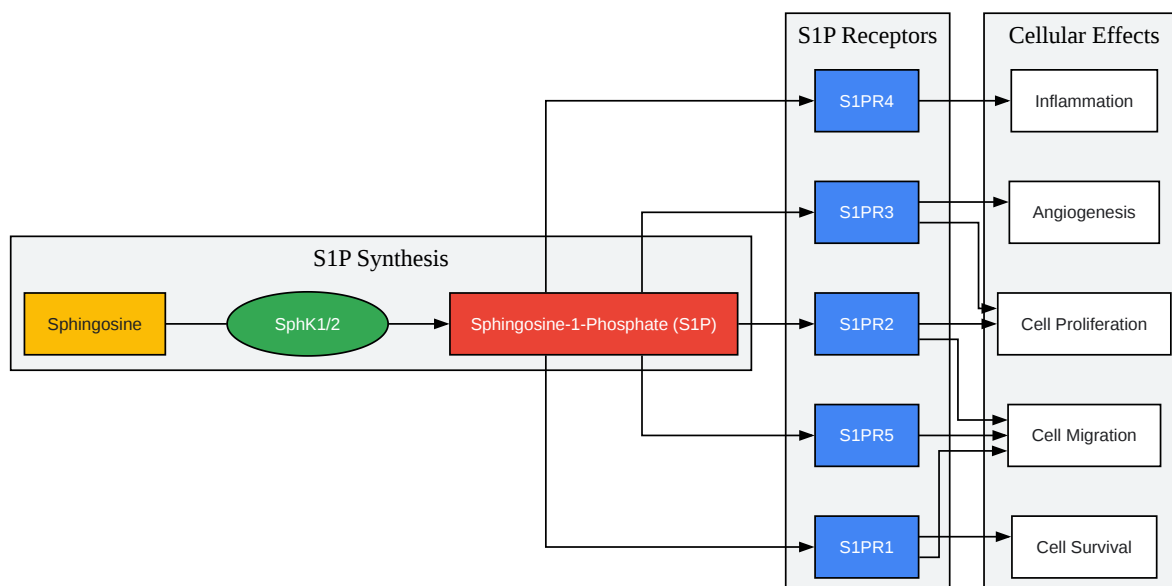 S1P Synthesis
Sphingosine
SphK1/2
Sphingosine-1-Phosphate (S1P)
S1P Receptors
S1PR4
S1PR3
S1PR2
S1PR5
S1PR1
Cellular Effects
Inflammation
Angiogenesis
Cell Proliferation
Cell Migration
Cell Survival